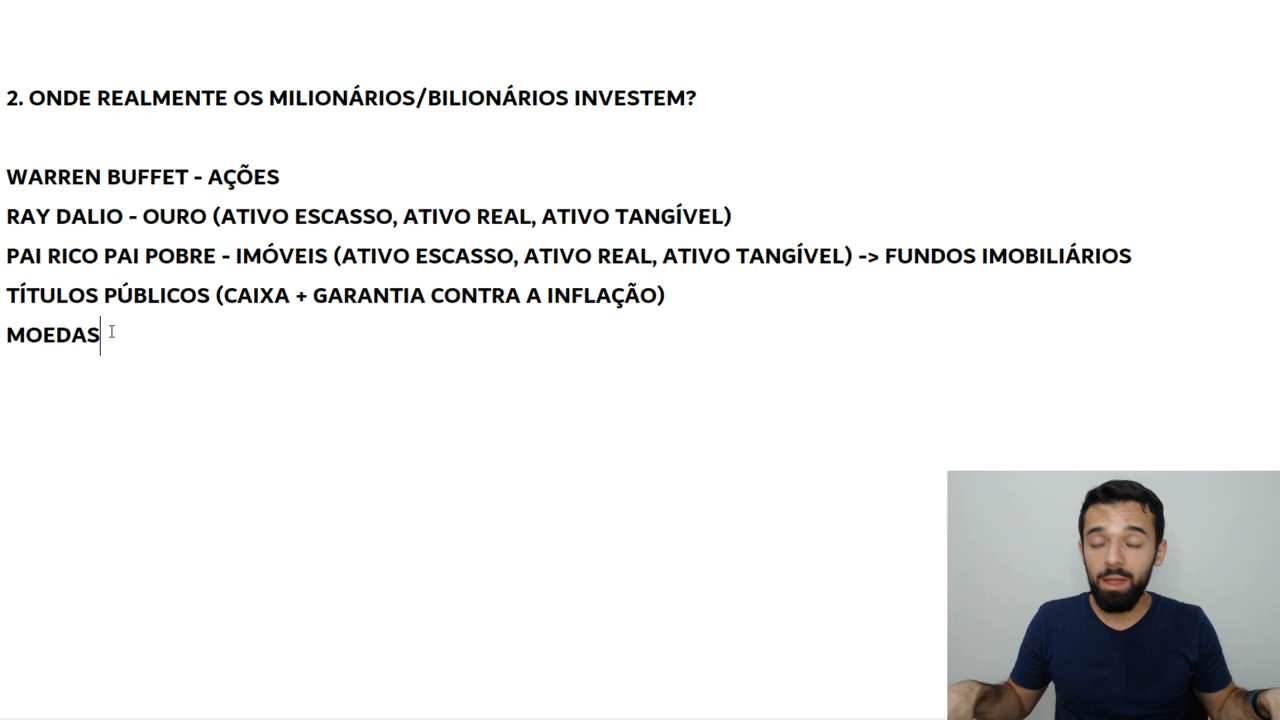 2. ONDE REALMENTE OS MILIONÁRIOS/BILIONÁRIOS INVESTEM?
WARREN BUFFET - AÇÕES
RAY DALIO - OURO (ATIVO ESCASSO, ATIVO REAL, ATIVO TANGÍVEL)
PAI RICO PAI POBRE - IMÓVEIS (ATIVO ESCASSO, ATIVO REAL, ATIVO TANGÍVEL) -> FUNDOS IMOBILIÁRIOS
TÍTULOS PÚBLICOS (CAIXA + GARANTIA CONTRA A INFLAÇÃO)
MOEDAS